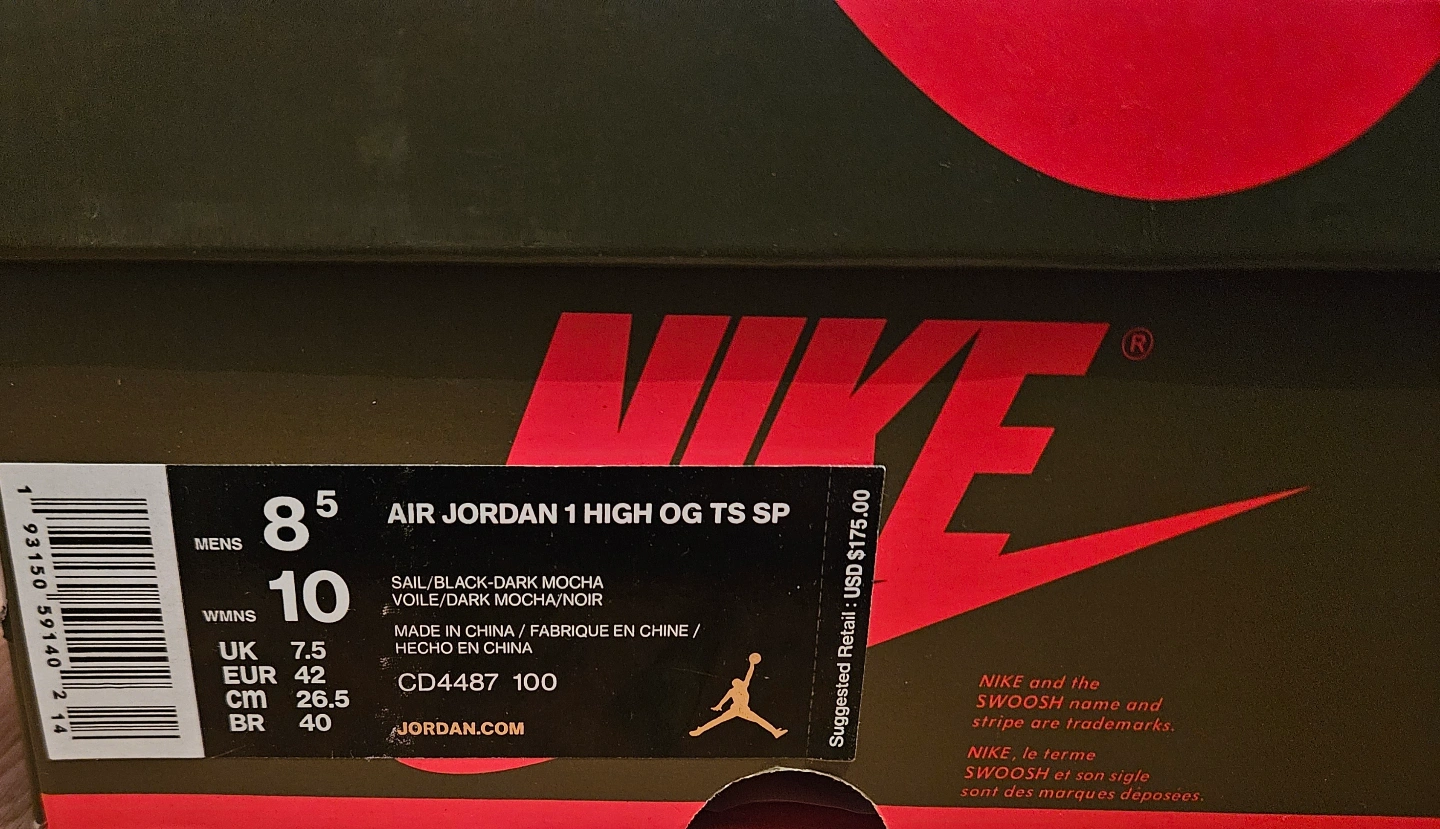 NIKE®
1 93150 59140 2 14
MENS 8 5
WMNS 10
UK 7.5
EUR 42
cm 26.5
BR 40
AIR JORDAN 1 HIGH OG TS SP
SAIL/BLACK-DARK MOCHA
VOILE/DARK MOCHA/NOIR
MADE IN CHINA / FABRIQUE EN CHINE /
HECHO EN CHINA
CD4487 100
JORDAN.COM
Suggested Retail : USD $175.00
NIKE and the
SWOOSH name and
stripe are trademarks.
NIKE, le terme
SWOOSH et son sigle
sont des marques déposées.